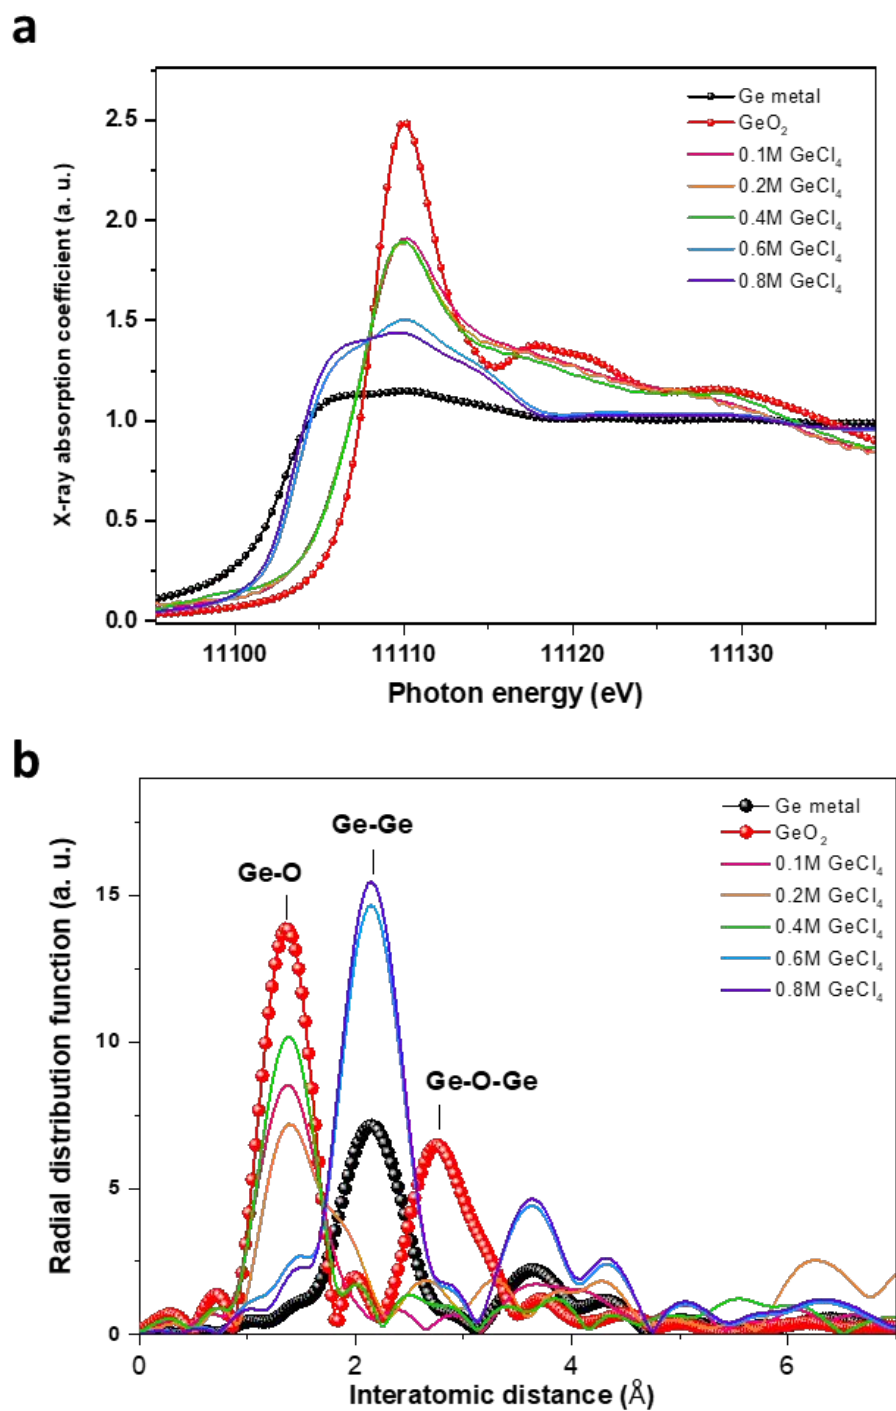 a
X-ray absorption coefficient (a. u.)
2.5
2.0
1.5
1.0
0.5
0.0
Ge metal
GeO₂
0.1M GeCl₄
0.2M GeCl₄
0.4M GeCl₄
0.6M GeCl₄
0.8M GeCl₄
11100 11110 11120 11130
Photon energy (eV)
b
Radial distribution function (a. u.)
15
10
5
0
Ge-O
Ge-Ge
Ge-O-Ge
Ge metal
GeO₂
0.1M GeCl₄
0.2M GeCl₄
0.4M GeCl₄
0.6M GeCl₄
0.8M GeCl₄
0 2 4 6
Interatomic distance (Å)